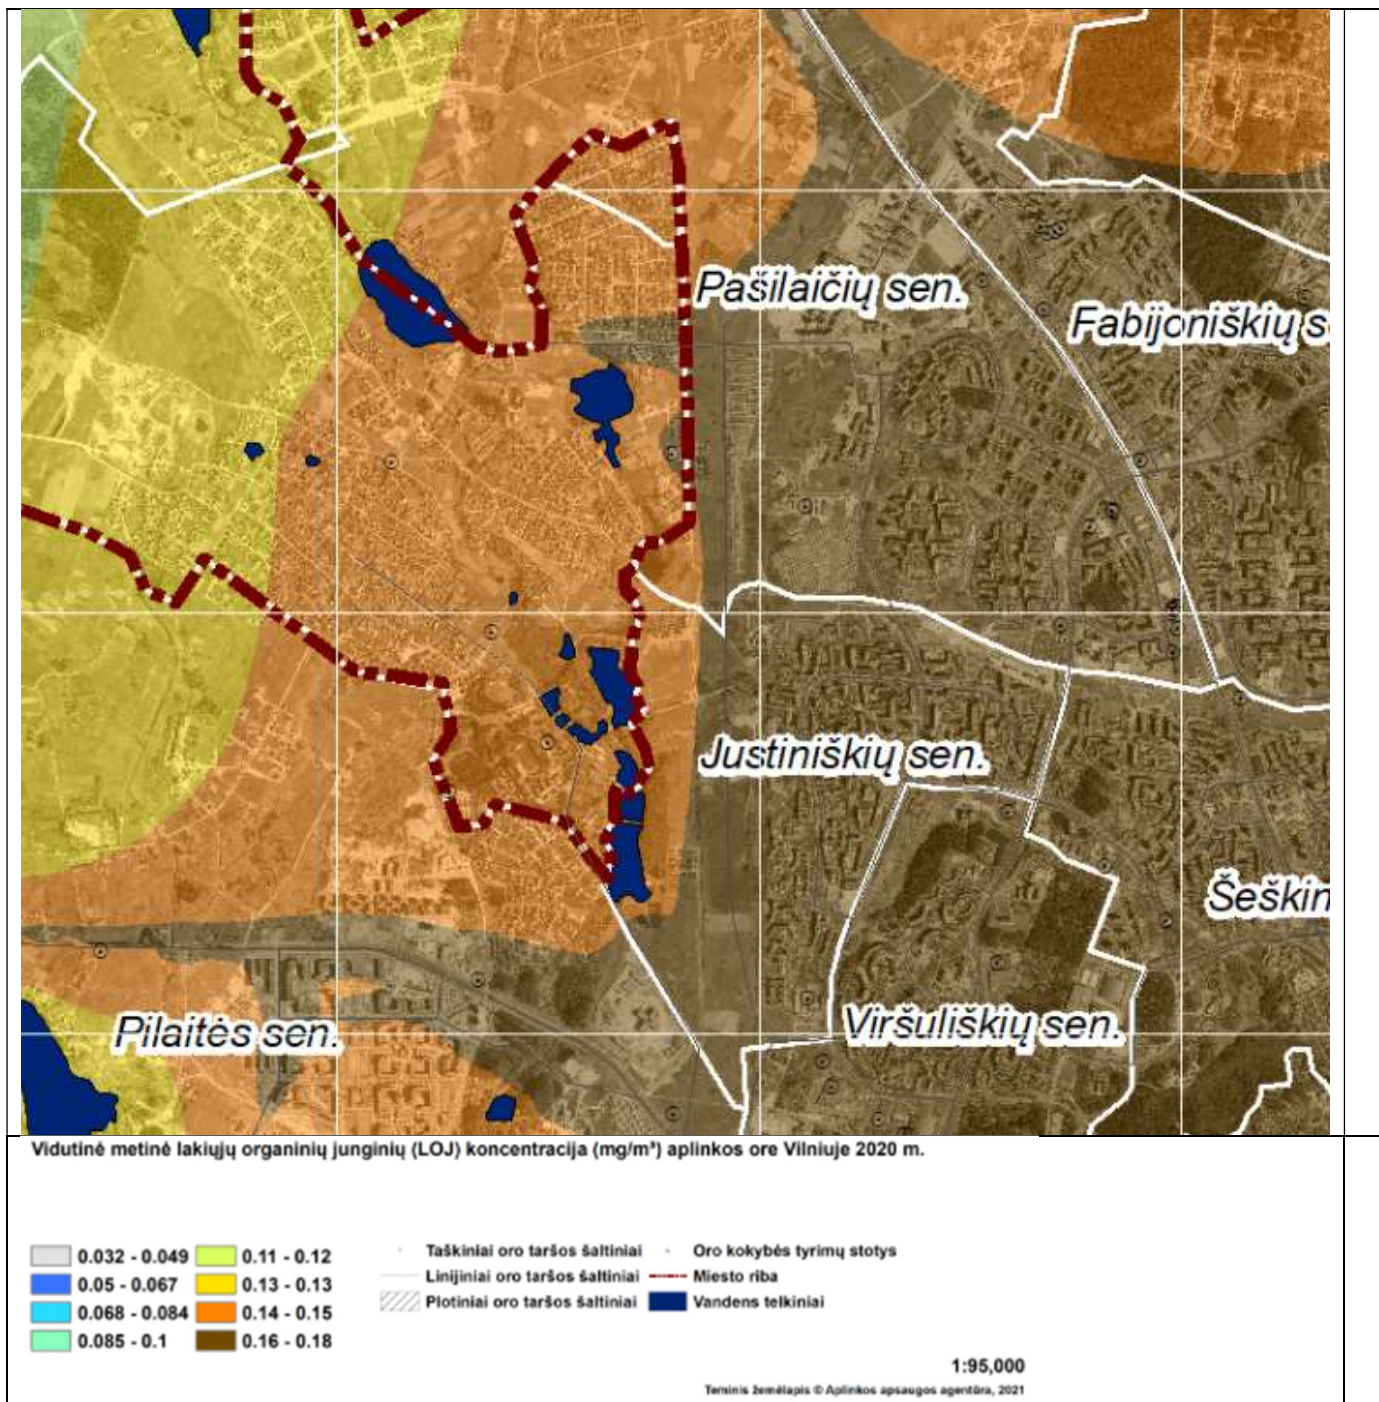 Pašilaičių sen.
Fabijoniškių s
Justiniškių sen.
Šeškin
Pilaitės sen.
Viršuliškių sen.
Vidutinė metinė lakiųjų organinių junginių (LOJ) koncentracija (mg/m³) aplinkos ore Vilniuje 2020 m.
0.032 - 0.049
0.11 - 0.12
Taškiniai oro taršos šaltiniai
Oro kokybės tyrimų stotys
0.05 - 0.067
0.13 - 0.13
Linijiniai oro taršos šaltiniai
Miesto riba
0.068 - 0.084
0.14 - 0.15
Plotiniai oro taršos šaltiniai
Vandens telkiniai
0.085 - 0.1
0.16 - 0.18
1:95,000
Teminis žemėlapis © Aplinkos apsaugos agentūra, 2021